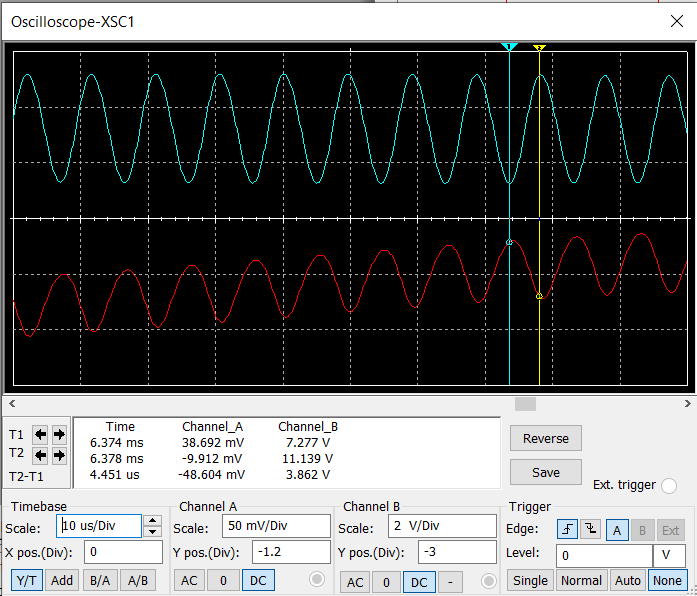 Oscilloscope-XSC1
1 2
T1
T2
T2-T1
Time Channel_A Channel_B
6.374 ms 38.692 mV 7.277 V
6.378 ms -9.912 mV 11.139 V
4.451 us -48.604 mV 3.862 V
Reverse
Save
Ext. trigger
Timebase
Scale: 10 us/Div
X pos.(Div): 0
Y/T Add B/A A/B
Channel A
Scale: 50 mV/Div
Y pos.(Div): -1.2
AC 0 DC
Channel B
Scale: 2 V/Div
Y pos.(Div): -3
AC 0 DC -
Trigger
Edge: A B Ext
Level: 0 V
Single Normal Auto None